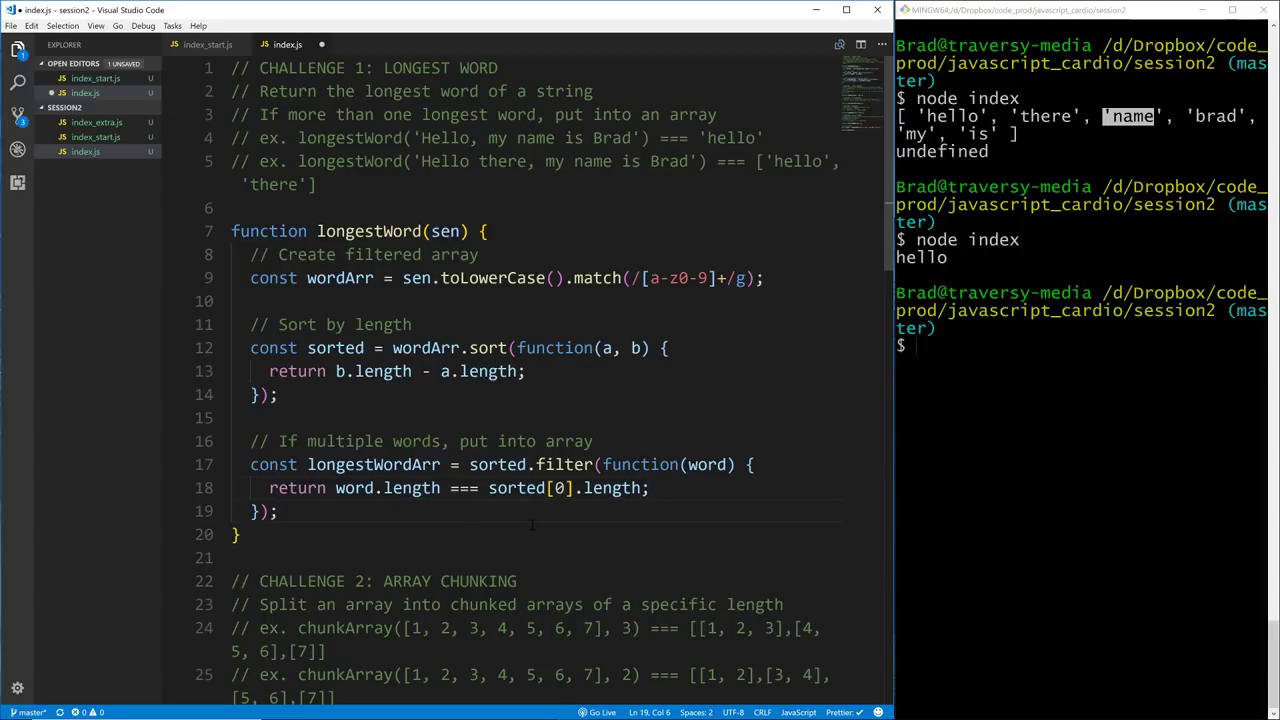 index.js - session2 - Visual Studio Code
File Edit Selection View Go Debug Tasks Help
EXPLORER
OPEN EDITORS 1 UNSAVED
index_start.js U
index.js U
SESSION2
index_extra.js U
index_start.js U
index.js U
index_start.js index.js
1 // CHALLENGE 1: LONGEST WORD
2 // Return the longest word of a string
3 // If more than one longest word, put into an array
4 // ex. longestWord('Hello, my name is Brad') === 'hello'
5 // ex. longestWord('Hello there, my name is Brad') === ['hello',
'there']
6
7 function longestWord(sen) {
8 // Create filtered array
9 const wordArr = sen.toLowerCase().match(/[a-z0-9]+/g);
10
11 // Sort by length
12 const sorted = wordArr.sort(function(a, b) {
13 return b.length - a.length;
14 });
15
16 // If multiple words, put into array
17 const longestWordArr = sorted.filter(function(word) {
18 return word.length === sorted[0].length;
19 });
20 }
21
22 // CHALLENGE 2: ARRAY CHUNKING
23 // Split an array into chunked arrays of a specific length
24 // ex. chunkArray([1, 2, 3, 4, 5, 6, 7], 3) === [[1, 2, 3],[4,
5, 6],[7]]
25 // ex. chunkArray([1, 2, 3, 4, 5, 6, 7], 2) === [[1, 2],[3, 4],
[5, 6],[7]]
master* 0 0 Go Live Ln 19, Col 6 Spaces: 2 UTF-8 CRLF JavaScript Prettier: ✓
MINGW64:/d/Dropbox/code_prod/javascript_cardio/session2
Brad@traversy-media /d/Dropbox/code_
prod/javascript_cardio/session2 (mas
ter)
$ node index
[ 'hello', 'there', 'name', 'brad',
'my', 'is' ]
undefined
Brad@traversy-media /d/Dropbox/code_
prod/javascript_cardio/session2 (mas
ter)
$ node index
hello
Brad@traversy-media /d/Dropbox/code_
prod/javascript_cardio/session2 (mas
ter)
$